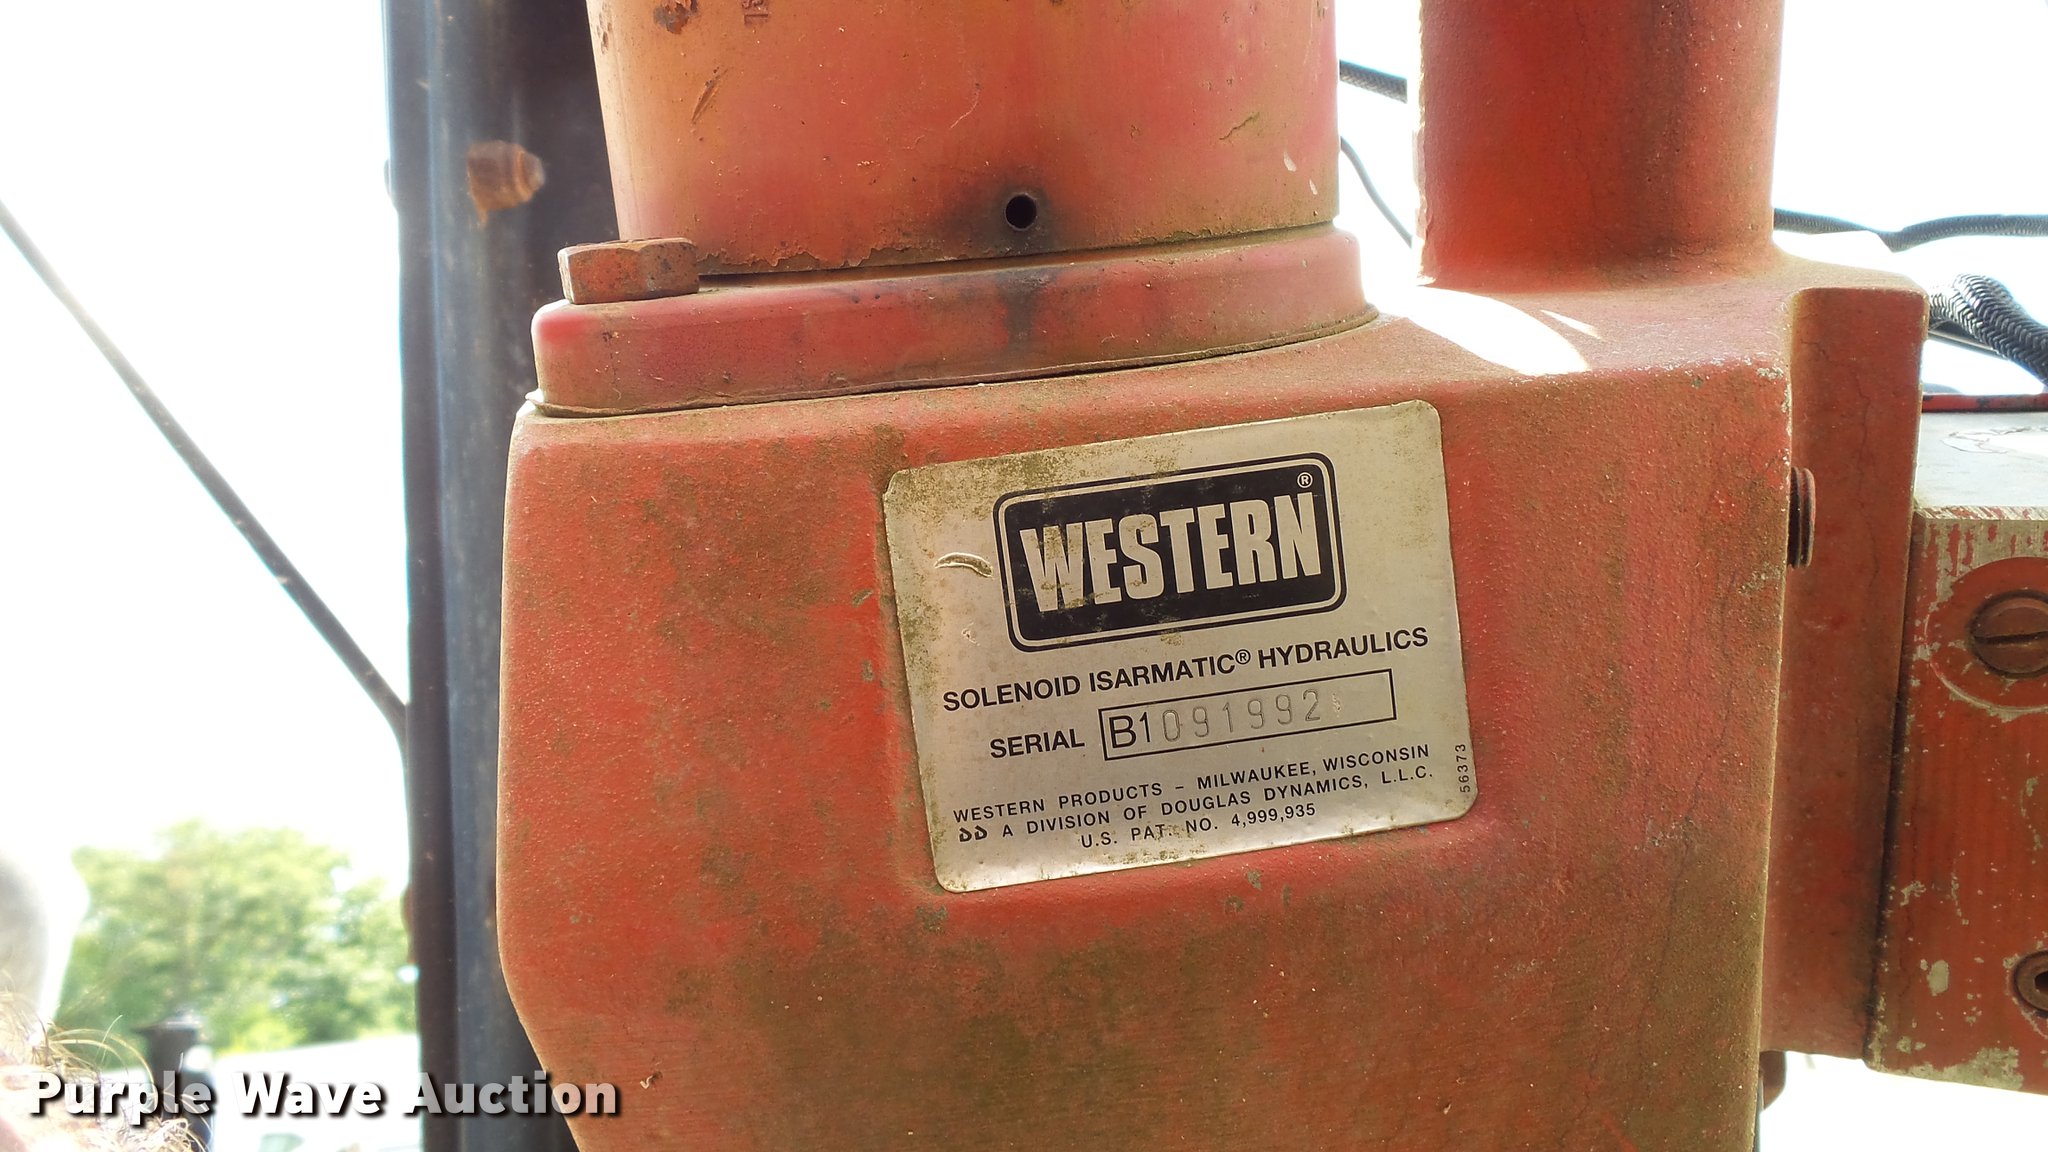 WESTERN®
SOLENOID ISARMATIC® HYDRAULICS
SERIAL B1091992
WESTERN PRODUCTS – MILWAUKEE, WISCONSIN
A DIVISION OF DOUGLAS DYNAMICS, L.L.C.
U.S. PAT. NO. 4,999,935
56373
Purple Wave Auction